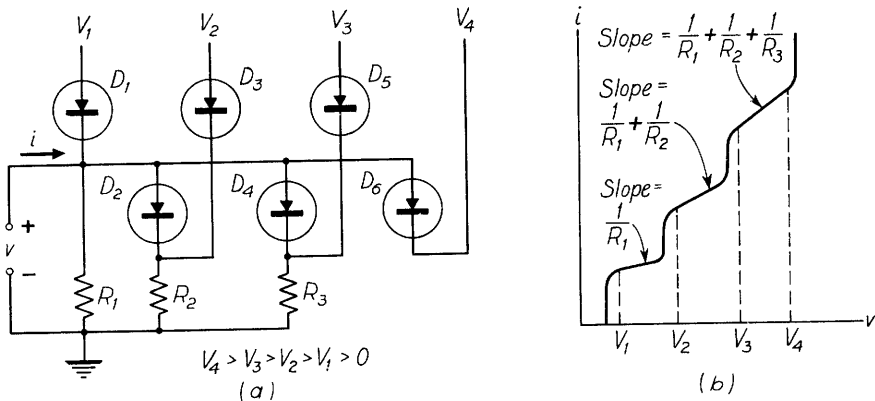 V₁ V₂ V₃ V₄
D₁ D₃ D₅
i
D₂ D₄ D₆
+
v
−
R₁ R₂ R₃
V₄ > V₃ > V₂ > V₁ > 0
(a)
i
Slope = 1/R₁ + 1/R₂ + 1/R₃
Slope =
1/R₁ + 1/R₂
Slope =
1/R₁
V₁ V₂ V₃ V₄ v
(b)